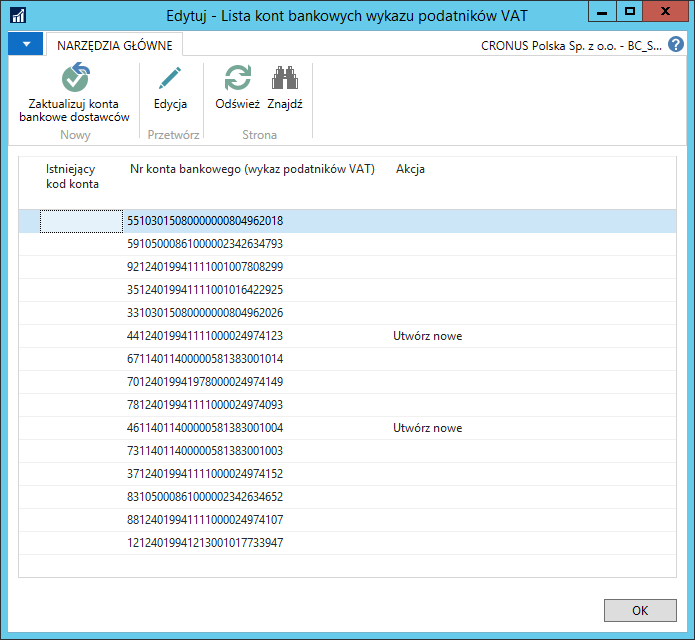 Edytuj - Lista kont bankowych wykazu podatników VAT
NARZĘDZIA GŁÓWNE
CRONUS Polska Sp. z o.o. - BC_S...
Zaktualizuj konta
bankowe dostawców
Edycja
Odśwież
Znajdź
Nowy
Przetwórz
Strona
Istniejący
kod konta
Nr konta bankowego (wykaz podatników VAT)
Akcja
55103015080000000804962018
59105000861000002342634793
92124019941111001007808299
35124019941111001016422925
33103015080000000804962026
44124019941111000024974123 Utwórz nowe
67114011400000581383001014
70124019941978000024974149
78124019941111000024974093
46114011400000581383001004 Utwórz nowe
73114011400000581383001003
37124019941111000024974152
83105000861000002342634652
88124019941111000024974107
12124019941213001017733947
OK